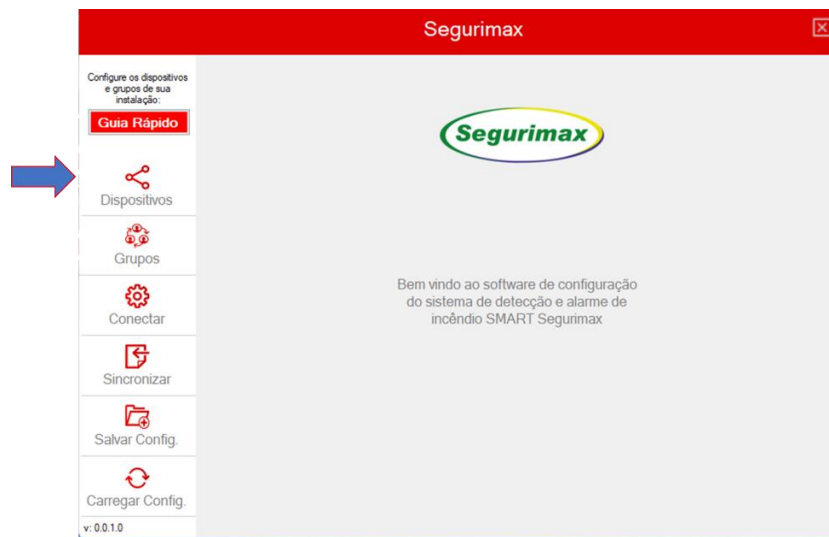 Segurimax
Configure os dispositivos
e grupos de sua
instalação:
Guia Rápido
Dispositivos
Grupos
Conectar
Sincronizar
Salvar Config.
Carregar Config.
v: 0.0.1.0
Segurimax
Bem vindo ao software de configuração
do sistema de detecção e alarme de
incêndio SMART Segurimax